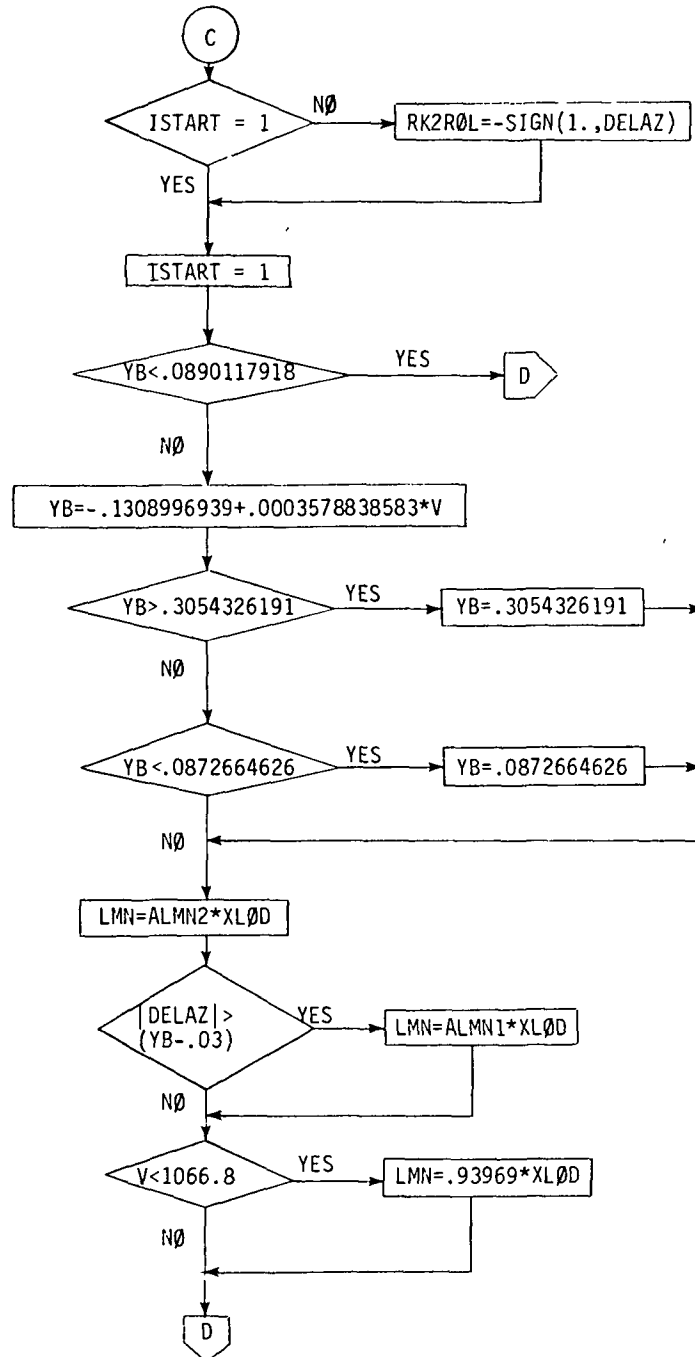 C
ISTART = 1
NØ
RK2RØL=-SIGN(1.,DELAZ)
YES
ISTART = 1
YB<.0890117918
YES
D
NØ
YB=-.1308996939+.0003578838583*V
YB>.3054326191
YES
YB=.3054326191
NØ
YB<.0872664626
YES
YB=.0872664626
NØ
LMN=ALMN2*XLØD
|DELAZ|>
(YB-.03)
YES
LMN=ALMN1*XLØD
NØ
V<1066.8
YES
LMN=.93969*XLØD
NØ
D